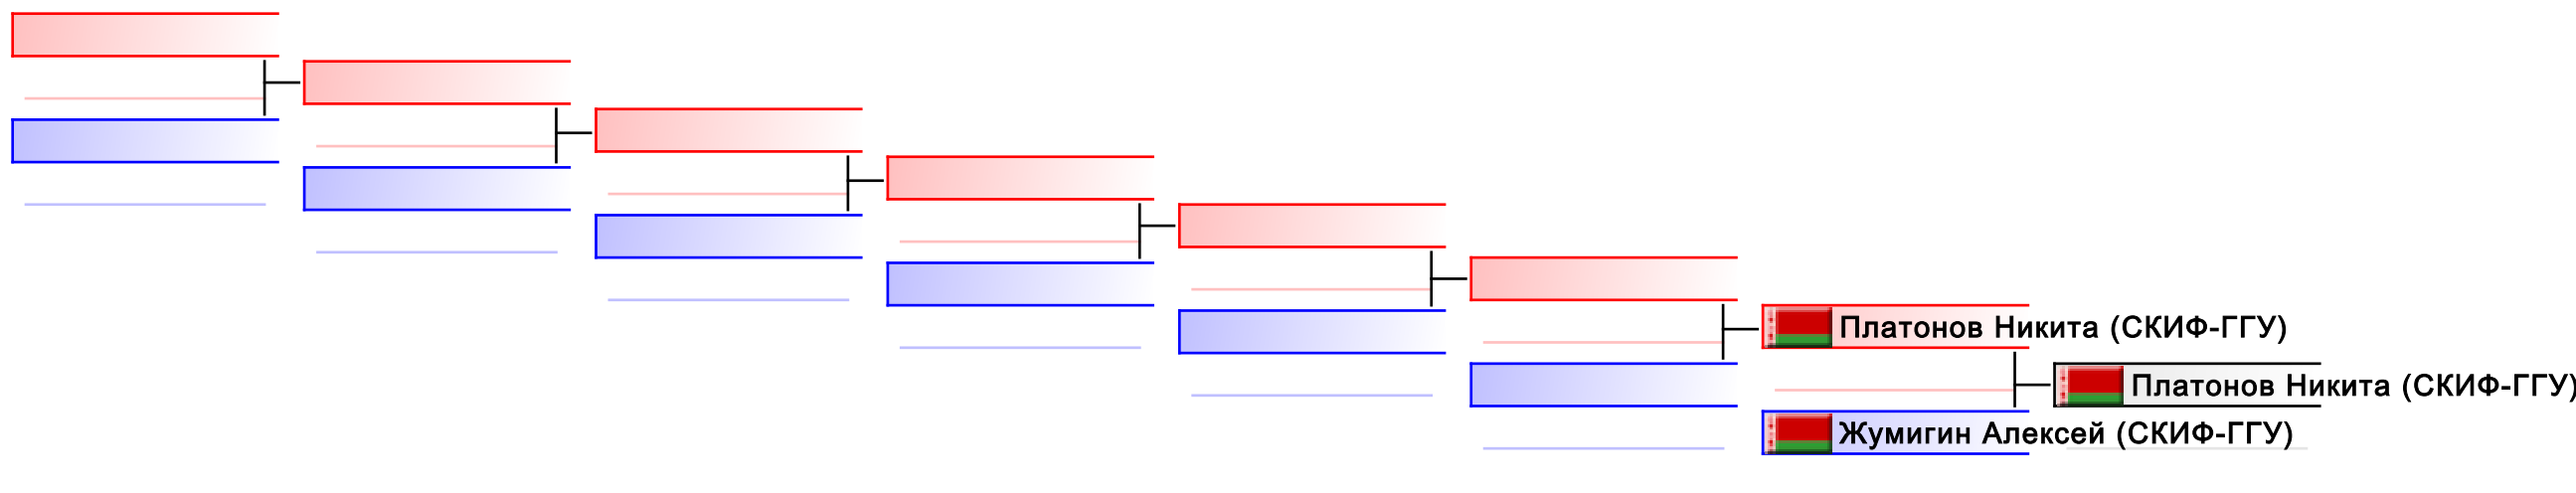 Платонов Никита (СКИФ-ГГУ)
Платонов Никита (СКИФ-ГГУ)
Жумигин Алексей (СКИФ-ГГУ)